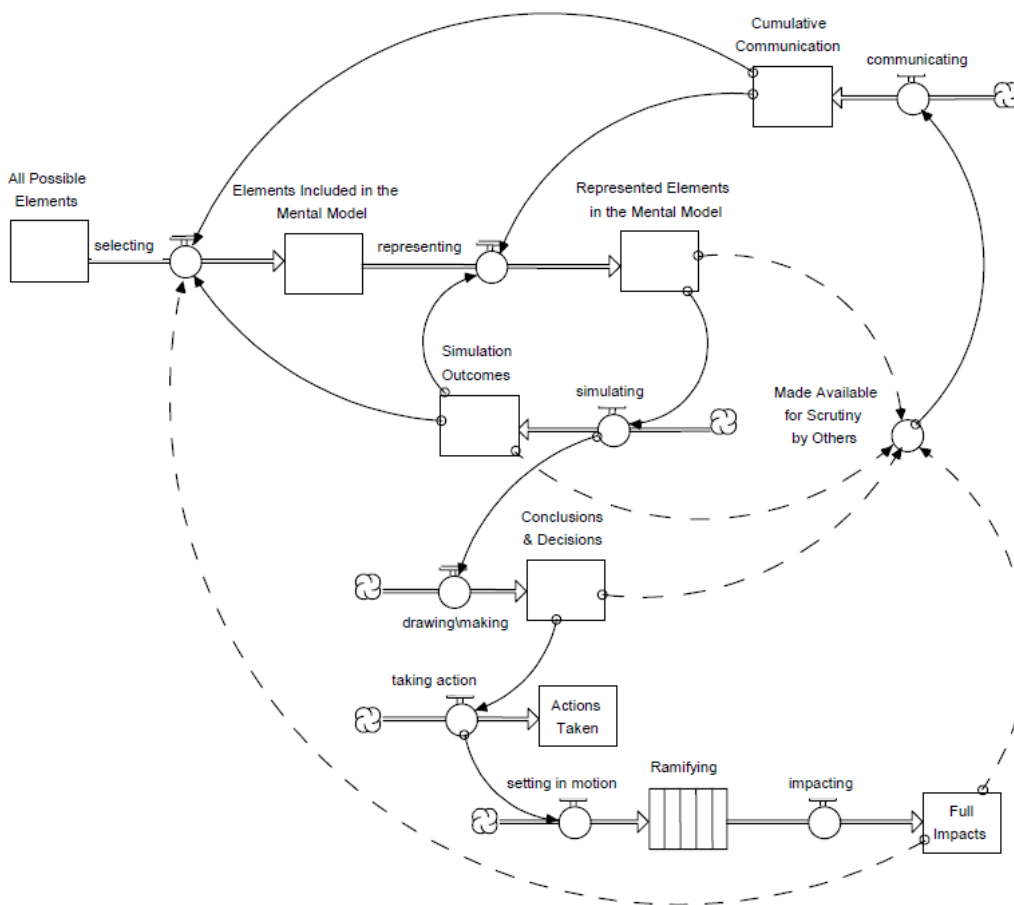 Cumulative
Communication
communicating
All Possible
Elements
Elements Included in the
Mental Model
Represented Elements
in the Mental Model
selecting
representing
Simulation
Outcomes
simulating
Made Available
for Scrutiny
by Others
Conclusions
& Decisions
drawing\making
taking action
Actions
Taken
setting in motion
Ramifying
impacting
Full
Impacts